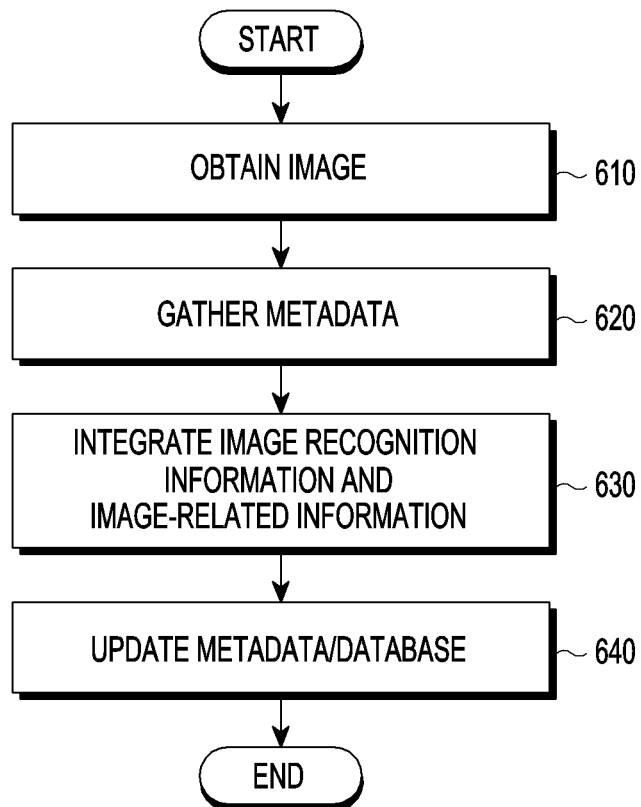 START
OBTAIN IMAGE
610
GATHER METADATA
620
INTEGRATE IMAGE RECOGNITION
INFORMATION AND
IMAGE-RELATED INFORMATION
630
UPDATE METADATA/DATABASE
640
END